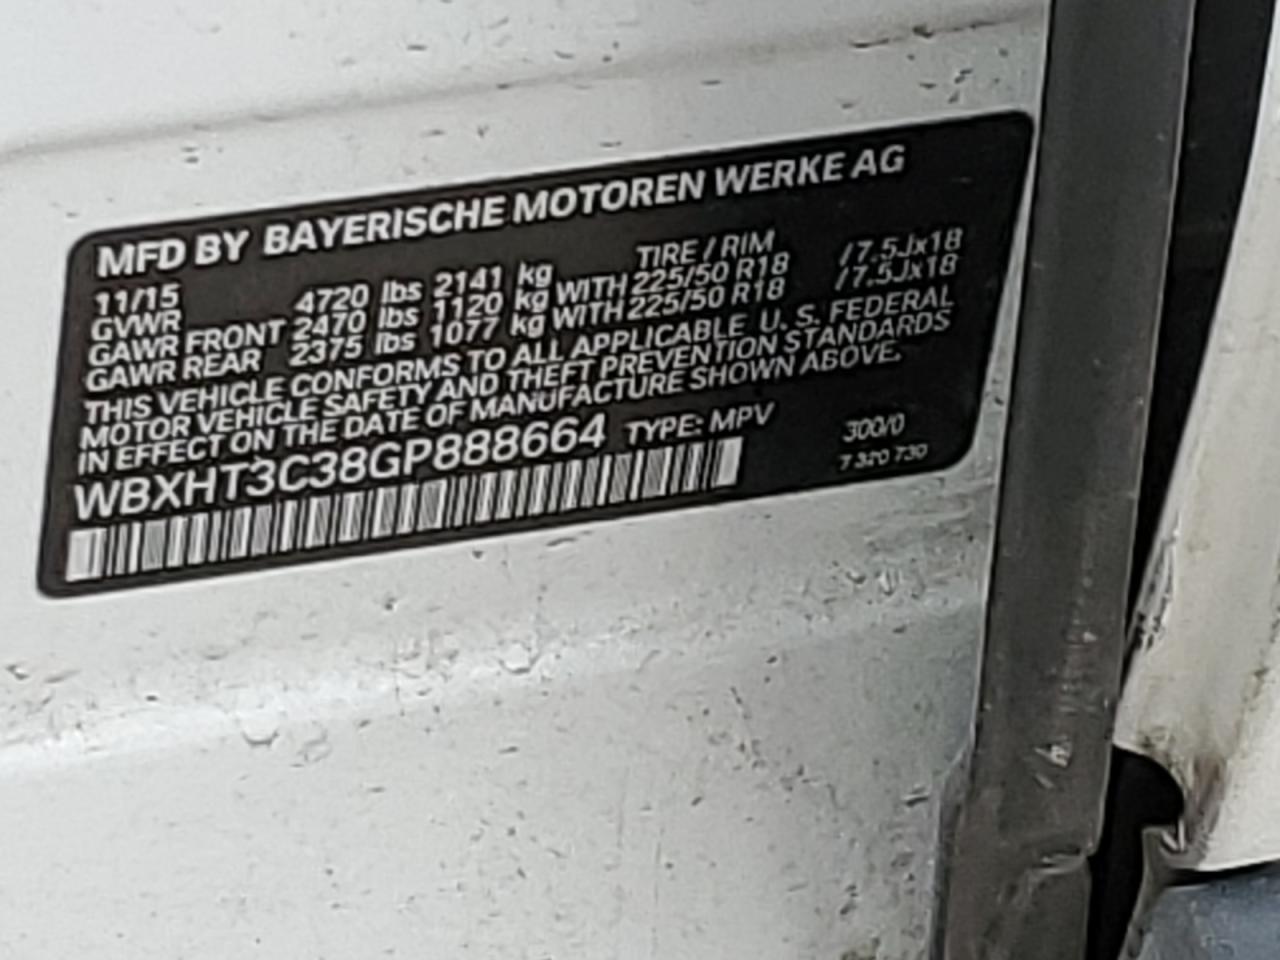 MFD BY BAYERISCHE MOTOREN WERKE AG
11/15 TIRE / RIM
GVWR 4720 lbs 2141 kg
GAWR FRONT 2470 lbs 1120 kg WITH 225/50 R18 /7.5Jx18
GAWR REAR 2375 lbs 1077 kg WITH 225/50 R18 /7.5Jx18
THIS VEHICLE CONFORMS TO ALL APPLICABLE U. S. FEDERAL
MOTOR VEHICLE SAFETY AND THEFT PREVENTION STANDARDS
IN EFFECT ON THE DATE OF MANUFACTURE SHOWN ABOVE.
WBXHT3C38GP888664 TYPE: MPV 300/0
7 320 730